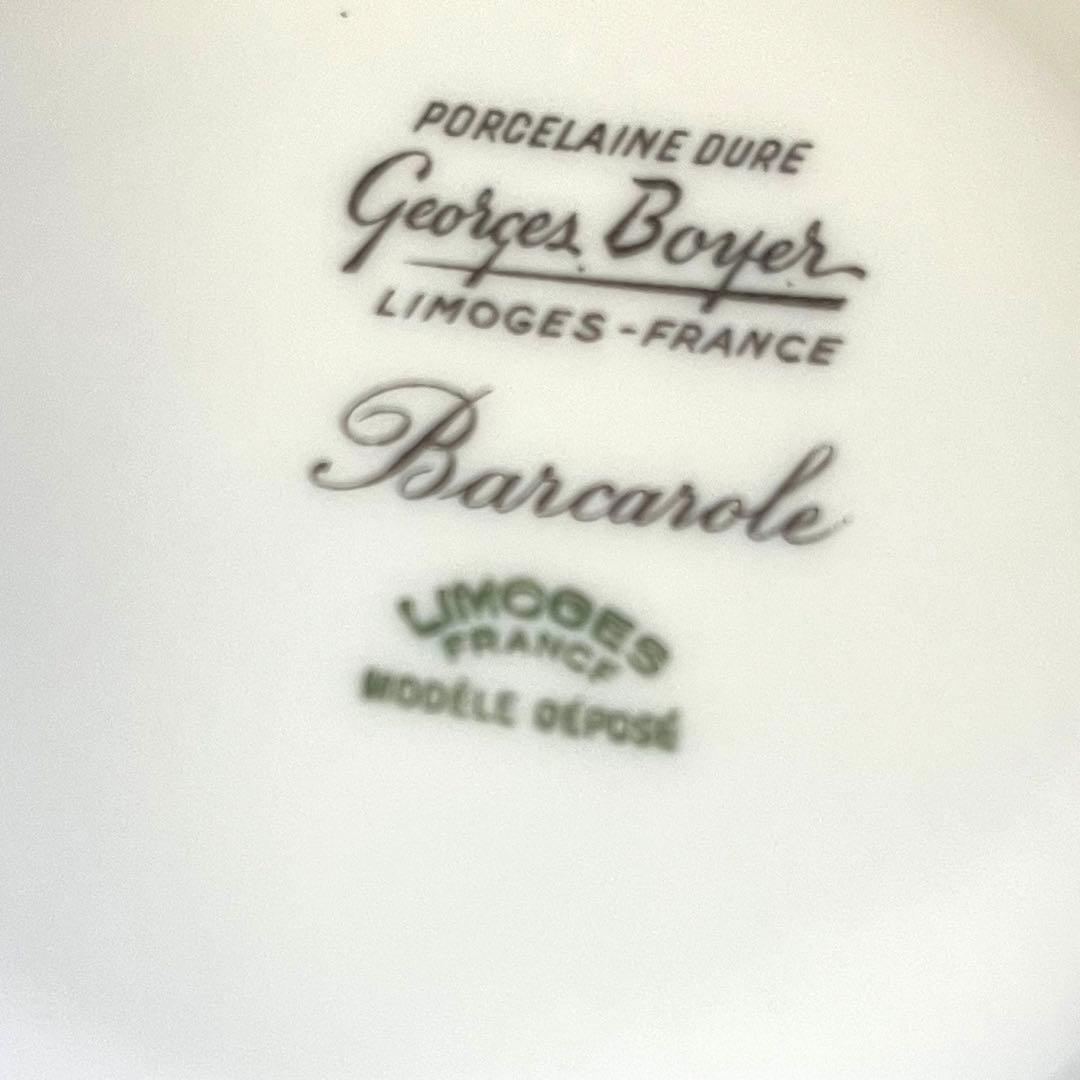 PORCELAINE DURE
Georges Boyer
LIMOGES - FRANCE
Barcarole
LIMOGES
FRANCE
MODÈLE DÉPOSÉ